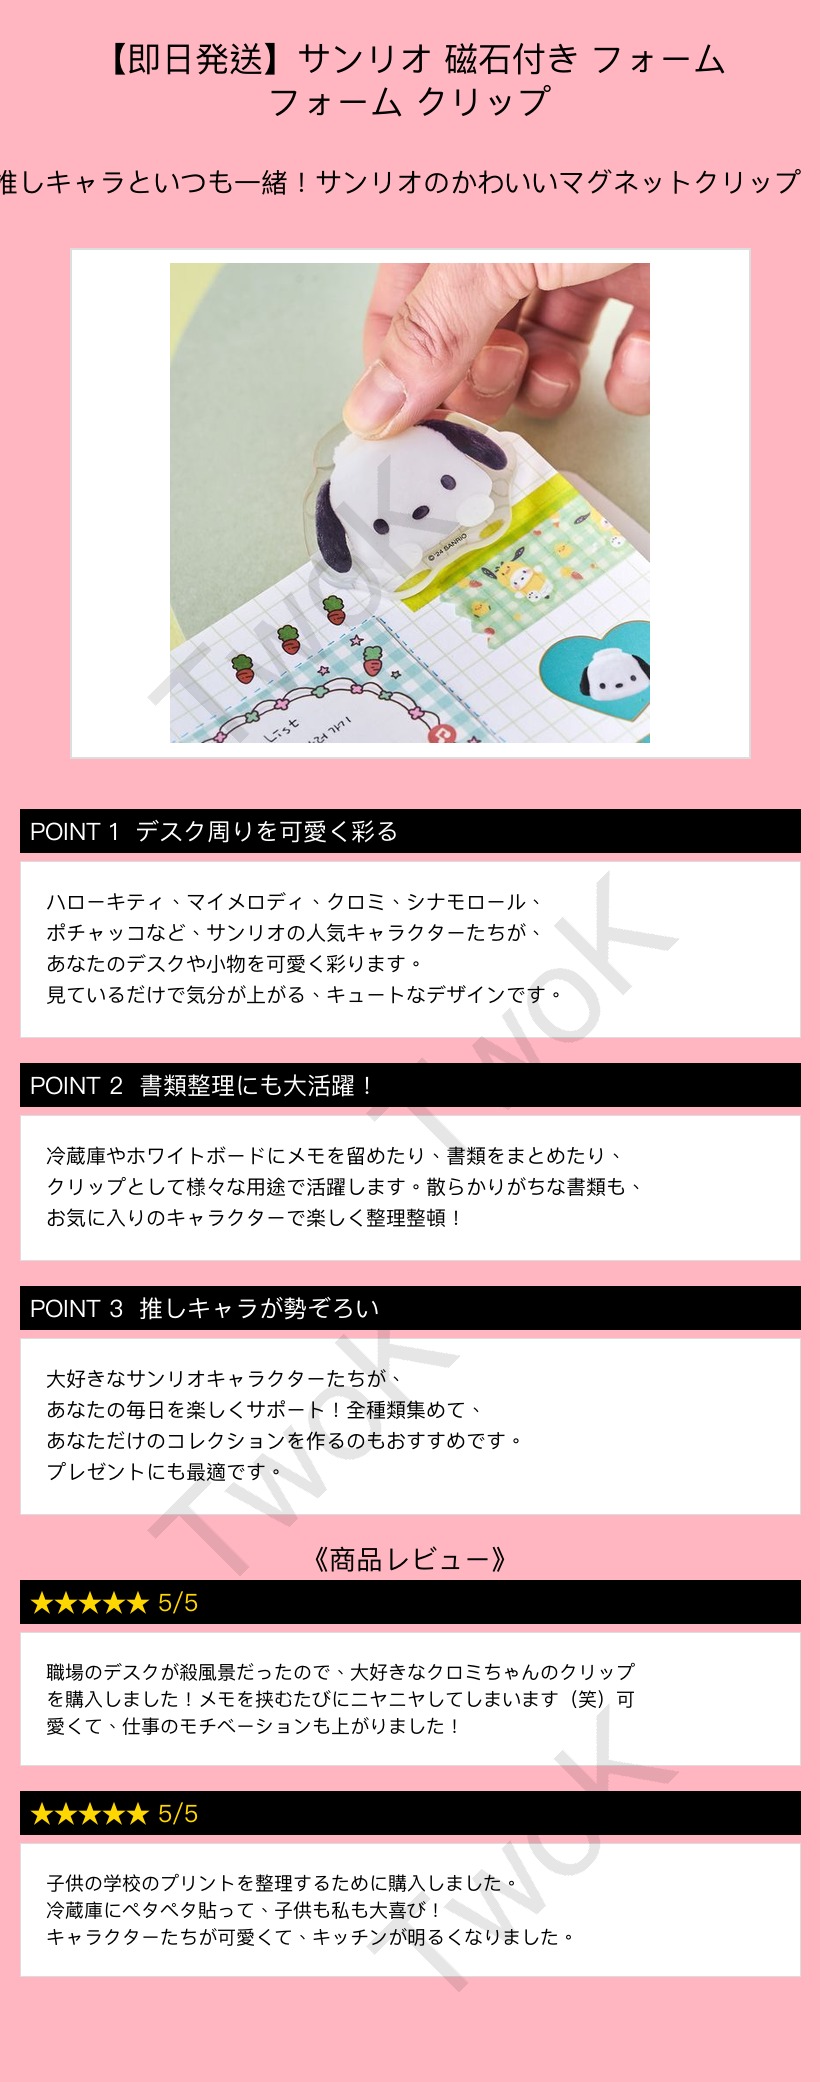 【即日発送】サンリオ 磁石付き フォーム
フォーム クリップ
推しキャラといつも一緒！サンリオのかわいいマグネットクリップ
©'24 SANRIO
List
TwoK
POINT 1 デスク周りを可愛く彩る
ハローキティ、マイメロディ、クロミ、シナモロール、
ポチャッコなど、サンリオの人気キャラクターたちが、
あなたのデスクや小物を可愛く彩ります。
見ているだけで気分が上がる、キュートなデザインです。
TwoK
POINT 2 書類整理にも大活躍！
冷蔵庫やホワイトボードにメモを留めたり、書類をまとめたり、
クリップとして様々な用途で活躍します。散らかりがちな書類も、
お気に入りのキャラクターで楽しく整理整頓！
POINT 3 推しキャラが勢ぞろい
大好きなサンリオキャラクターたちが、
あなたの毎日を楽しくサポート！全種類集めて、
あなただけのコレクションを作るのもおすすめです。
プレゼントにも最適です。
TwoK
《商品レビュー》
★★★★★ 5/5
職場のデスクが殺風景だったので、大好きなクロミちゃんのクリップ
を購入しました！メモを挟むたびにニヤニヤしてしまいます（笑）可
愛くて、仕事のモチベーションも上がりました！
★★★★★ 5/5
子供の学校のプリントを整理するために購入しました。
冷蔵庫にペタペタ貼って、子供も私も大喜び！
キャラクターたちが可愛くて、キッチンが明るくなりました。
TwoK